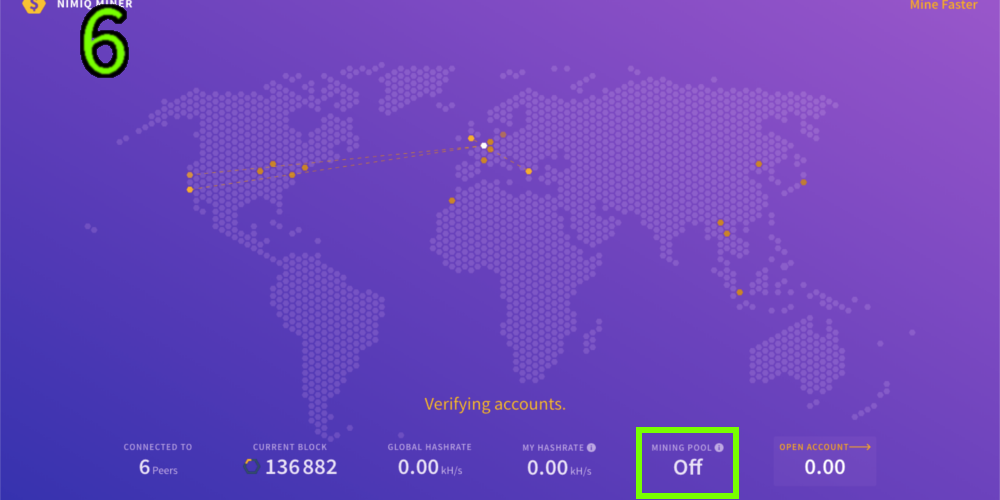 NIMIQ MINER
Mine Faster
6
Verifying accounts.
CONNECTED TO
6 Peers
CURRENT BLOCK
136 882
GLOBAL HASHRATE
0.00 kH/s
MY HASHRATE
0.00 kH/s
MINING POOL
Off
OPEN ACCOUNT
0.00